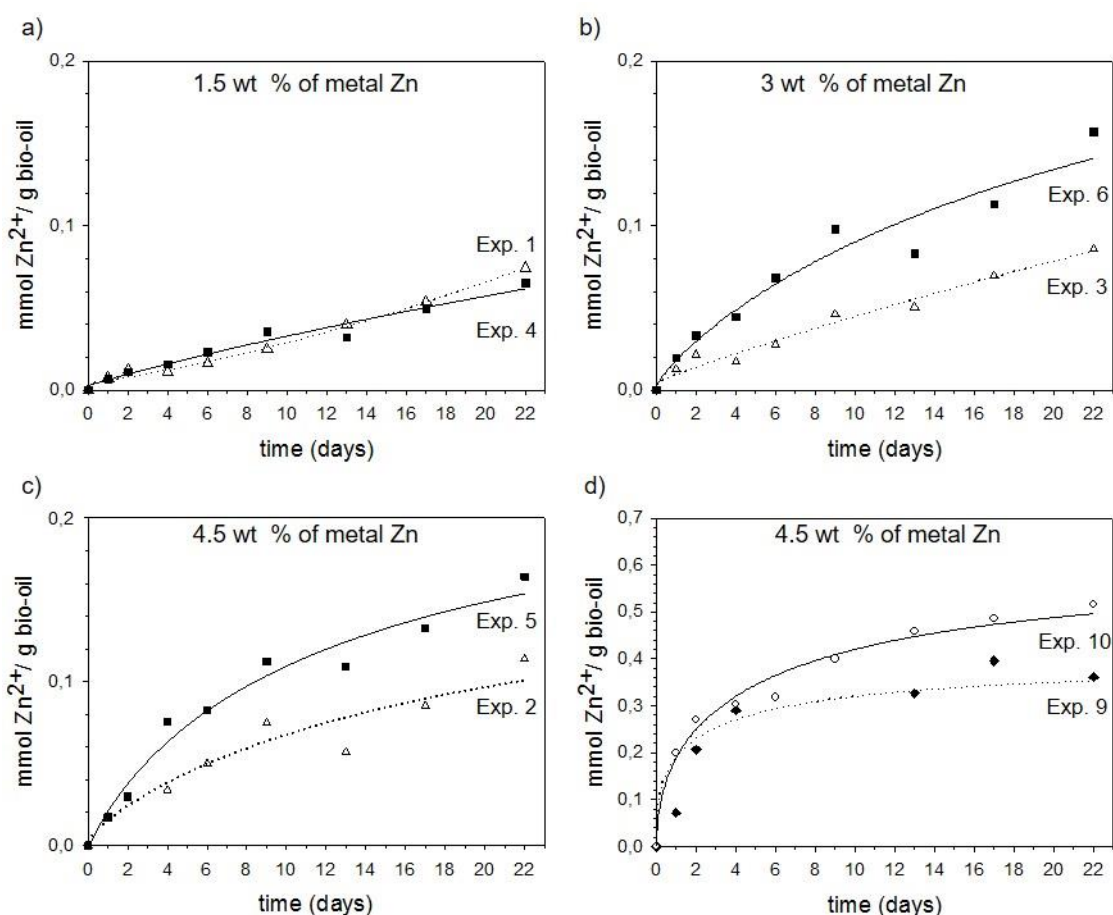 a)
1.5 wt % of metal Zn
0,2
0,1
0,0
mmol Zn2+/ g bio-oil
Exp. 1
Exp. 4
0 2 4 6 8 10 12 14 16 18 20 22
time (days)
b)
3 wt % of metal Zn
0,2
0,1
0,0
mmol Zn2+/ g bio-oil
Exp. 6
Exp. 3
0 2 4 6 8 10 12 14 16 18 20 22
time (days)
c)
4.5 wt % of metal Zn
0,2
0,1
0,0
mmol Zn2+/ g bio-oil
Exp. 5
Exp. 2
0 2 4 6 8 10 12 14 16 18 20 22
time (days)
d)
4.5 wt % of metal Zn
0,7
0,6
0,5
0,4
0,3
0,2
0,1
0,0
mmol Zn2+/ g bio-oil
Exp. 10
Exp. 9
0 2 4 6 8 10 12 14 16 18 20 22
time (days)